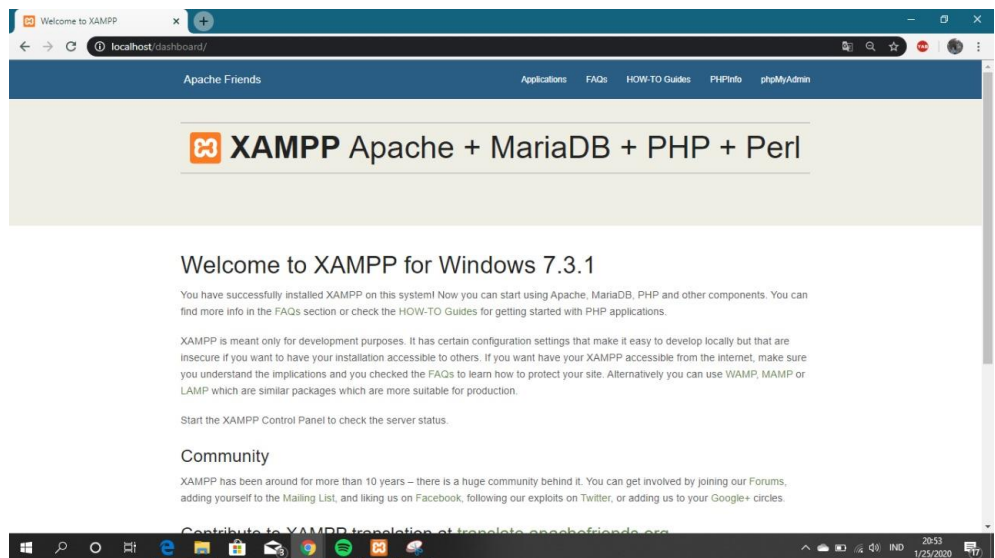 Welcome to XAMPP
localhost/dashboard/
Apache Friends
Applications FAQs HOW-TO Guides PHPInfo phpMyAdmin
XAMPP Apache + MariaDB + PHP + Perl
Welcome to XAMPP for Windows 7.3.1
You have successfully installed XAMPP on this system! Now you can start using Apache, MariaDB, PHP and other components. You can
find more info in the FAQs section or check the HOW-TO Guides for getting started with PHP applications.
XAMPP is meant only for development purposes. It has certain configuration settings that make it easy to develop locally but that are
insecure if you want to have your installation accessible to others. If you want have your XAMPP accessible from the internet, make sure
you understand the implications and you checked the FAQs to learn how to protect your site. Alternatively you can use WAMP, MAMP or
LAMP which are similar packages which are more suitable for production.
Start the XAMPP Control Panel to check the server status.
Community
XAMPP has been around for more than 10 years – there is a huge community behind it. You can get involved by joining our Forums,
adding yourself to the Mailing List, and liking us on Facebook, following our exploits on Twitter, or adding us to your Google+ circles.
Contribute to XAMPP translation at translate.apachefriends.org
IND
20:53
1/25/2020